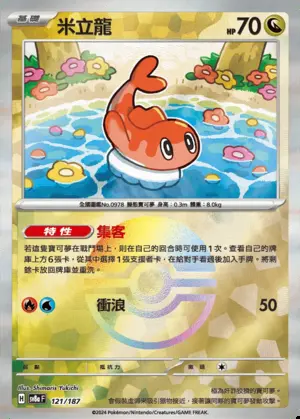 基礎 米立龍 HP70
全國圖鑑No.0978 擬態寶可夢 身高:0.3m 體重:8.0kg
特性 集客
若這隻寶可夢在戰鬥場上,則在自己的回合時可使用1次。查看自己的牌
庫上方6張卡,從其中選擇1張支援者卡,在給對手看過後加入手牌。將剩
餘卡放回牌庫並重洗。
衝浪 50
弱點 抵抗力 撤退
Illus. Shimaris Yukichi
H sv8a F 121/187
©2024 Pokémon/Nintendo/Creatures/GAME FREAK.